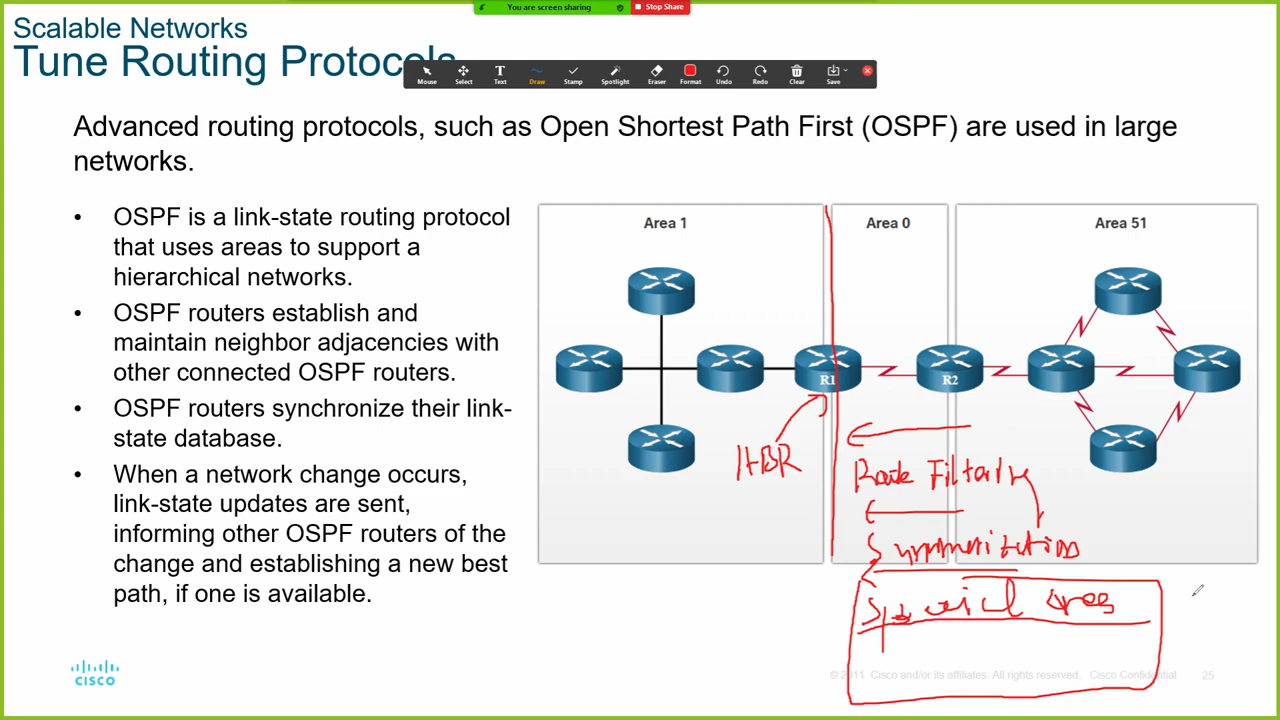 You are screen sharing
Stop Share
Scalable Networks
Tune Routing Protocols
Mouse Select Text Draw Stamp Spotlight Eraser Format Undo Redo Clear Save
Advanced routing protocols, such as Open Shortest Path First (OSPF) are used in large
networks.
• OSPF is a link-state routing protocol
that uses areas to support a
hierarchical networks.
• OSPF routers establish and
maintain neighbor adjacencies with
other connected OSPF routers.
• OSPF routers synchronize their link-
state database.
• When a network change occurs,
link-state updates are sent,
informing other OSPF routers of the
change and establishing a new best
path, if one is available.
Area 1
Area 0
Area 51
R1
R2
ABR
Route Filtering
Summarization
Special Areas
CISCO
© 2011 Cisco and/or its affiliates. All rights reserved. Cisco Confidential 25